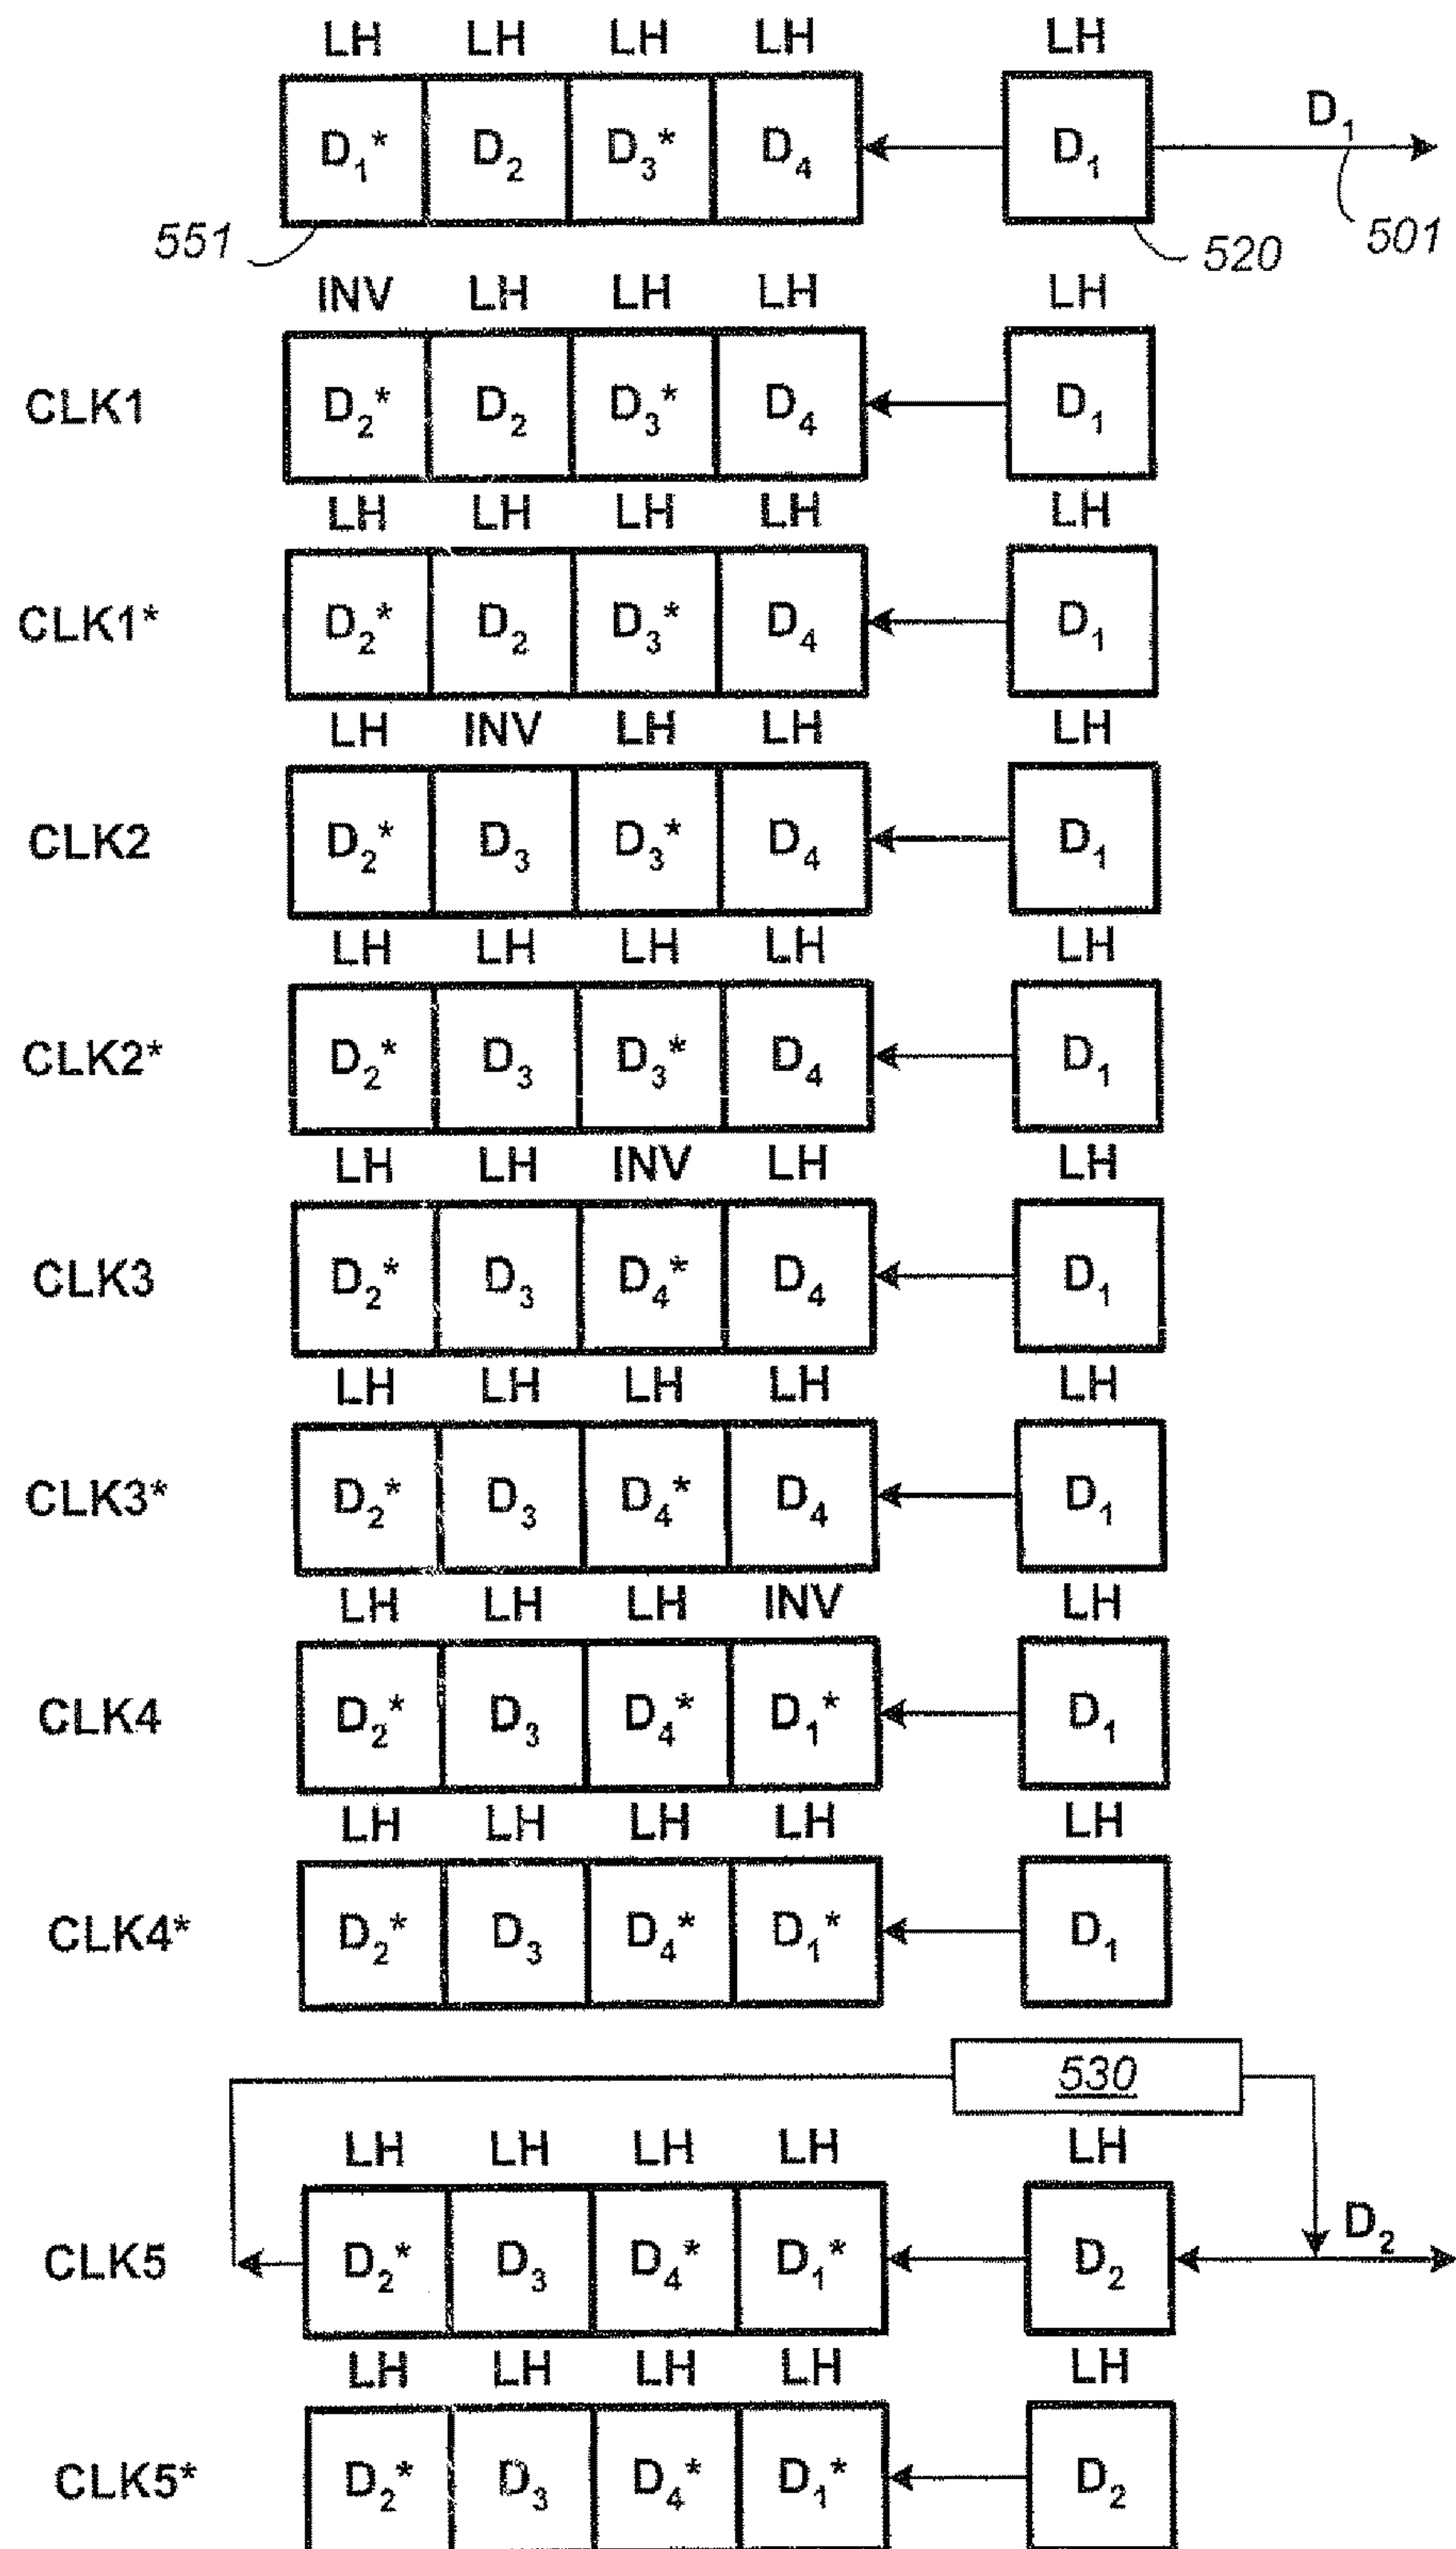 LH LH LH LH LH
D₁* D₂ D₃* D₄ D₁ D₁
551 520 501
INV LH LH LH LH
CLK1 D₂* D₂ D₃* D₄ D₁
LH LH LH LH LH
CLK1* D₂* D₂ D₃* D₄ D₁
LH INV LH LH LH
CLK2 D₂* D₃ D₃* D₄ D₁
LH LH LH LH LH
CLK2* D₂* D₃ D₃* D₄ D₁
LH LH INV LH LH
CLK3 D₂* D₃ D₄* D₄ D₁
LH LH LH LH LH
CLK3* D₂* D₃ D₄* D₄ D₁
LH LH LH INV LH
CLK4 D₂* D₃ D₄* D₁* D₁
LH LH LH LH LH
CLK4* D₂* D₃ D₄* D₁* D₁
530
LH LH LH LH LH
CLK5 D₂* D₃ D₄* D₁* D₂ D₂
LH LH LH LH LH
CLK5* D₂* D₃ D₄* D₁* D₂